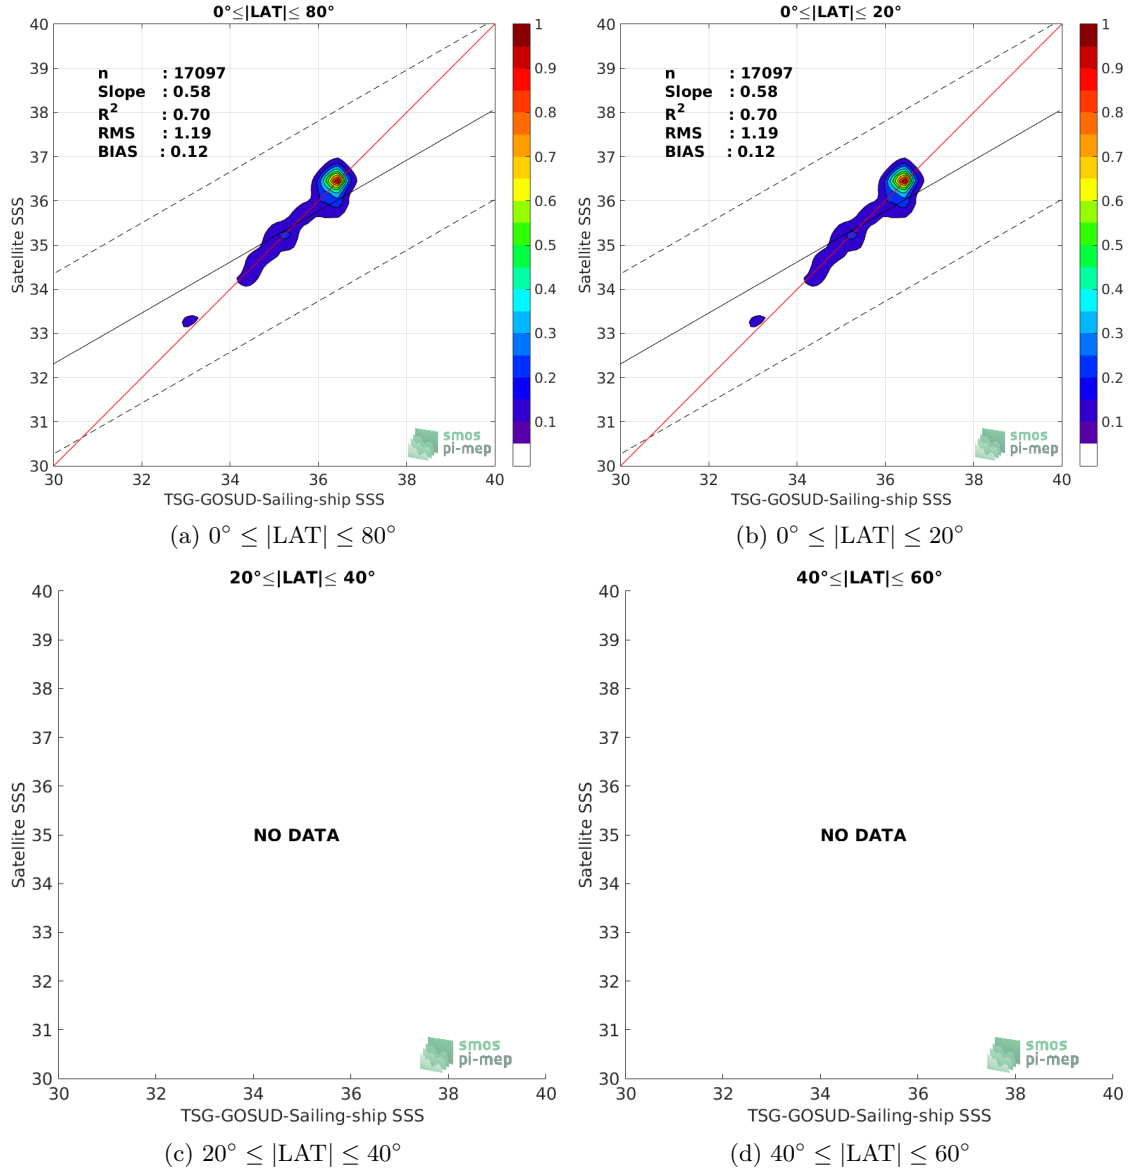 0°≤|LAT|≤ 80°
40
39
38
37
36
35
34
33
32
31
30
Satellite SSS
n : 17097
Slope : 0.58
R² : 0.70
RMS : 1.19
BIAS : 0.12
1
0.9
0.8
0.7
0.6
0.5
0.4
0.3
0.2
0.1
smos
pi-mep
30 32 34 36 38 40
TSG-GOSUD-Sailing-ship SSS
(a) 0° ≤ |LAT| ≤ 80°
0°≤|LAT|≤ 20°
40
39
38
37
36
35
34
33
32
31
30
Satellite SSS
n : 17097
Slope : 0.58
R² : 0.70
RMS : 1.19
BIAS : 0.12
1
0.9
0.8
0.7
0.6
0.5
0.4
0.3
0.2
0.1
smos
pi-mep
30 32 34 36 38 40
TSG-GOSUD-Sailing-ship SSS
(b) 0° ≤ |LAT| ≤ 20°
20°≤|LAT|≤ 40°
40
39
38
37
36
35
34
33
32
31
30
Satellite SSS
NO DATA
smos
pi-mep
30 32 34 36 38 40
TSG-GOSUD-Sailing-ship SSS
(c) 20° ≤ |LAT| ≤ 40°
40°≤|LAT|≤ 60°
40
39
38
37
36
35
34
33
32
31
30
Satellite SSS
NO DATA
smos
pi-mep
30 32 34 36 38 40
TSG-GOSUD-Sailing-ship SSS
(d) 40° ≤ |LAT| ≤ 60°